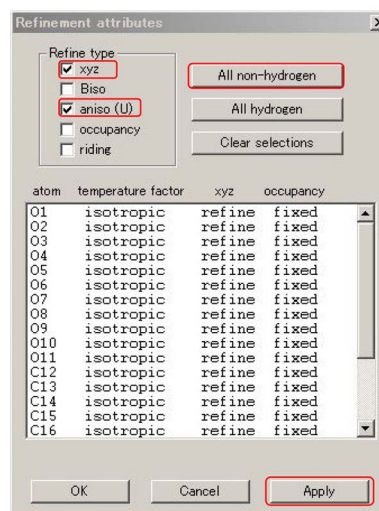 Refinement attributes
Refine type
xyz
Biso
aniso (U)
occupancy
riding
All non-hydrogen
All hydrogen
Clear selections
atom temperature factor xyz occupancy
O1 isotropic refine fixed
O2 isotropic refine fixed
O3 isotropic refine fixed
O4 isotropic refine fixed
O5 isotropic refine fixed
O6 isotropic refine fixed
O7 isotropic refine fixed
O8 isotropic refine fixed
O9 isotropic refine fixed
O10 isotropic refine fixed
O11 isotropic refine fixed
C12 isotropic refine fixed
C13 isotropic refine fixed
C14 isotropic refine fixed
C15 isotropic refine fixed
C16 isotropic refine fixed
OK Cancel Apply